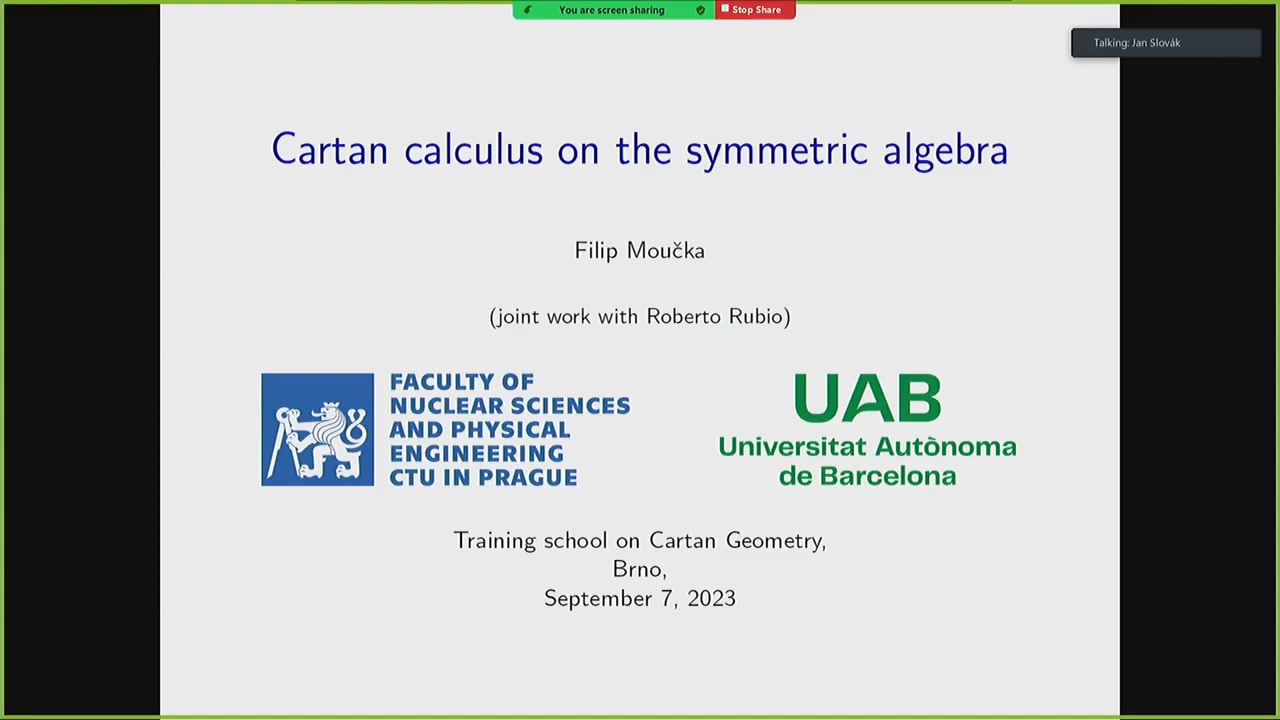 You are screen sharing
Stop Share
Talking: Jan Slovák
Cartan calculus on the symmetric algebra
Filip Moučka
(joint work with Roberto Rubio)
FACULTY OF
NUCLEAR SCIENCES
AND PHYSICAL
ENGINEERING
CTU IN PRAGUE
UAB
Universitat Autònoma
de Barcelona
Training school on Cartan Geometry,
Brno,
September 7, 2023